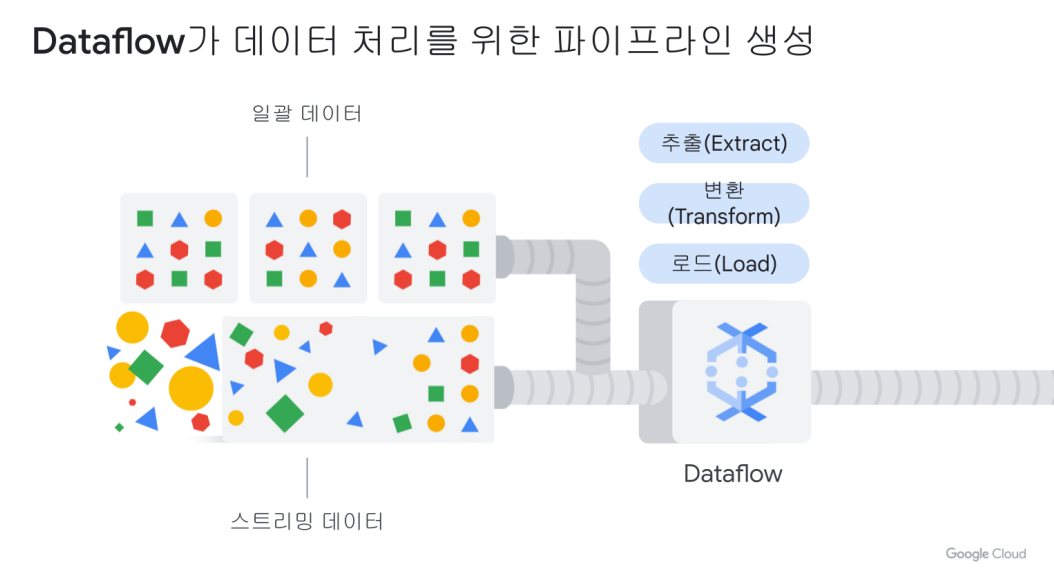 Dataflow가 데이터 처리를 위한 파이프라인 생성
일괄 데이터
추출(Extract)
변환
(Transform)
로드(Load)
Dataflow
스트리밍 데이터
Google Cloud